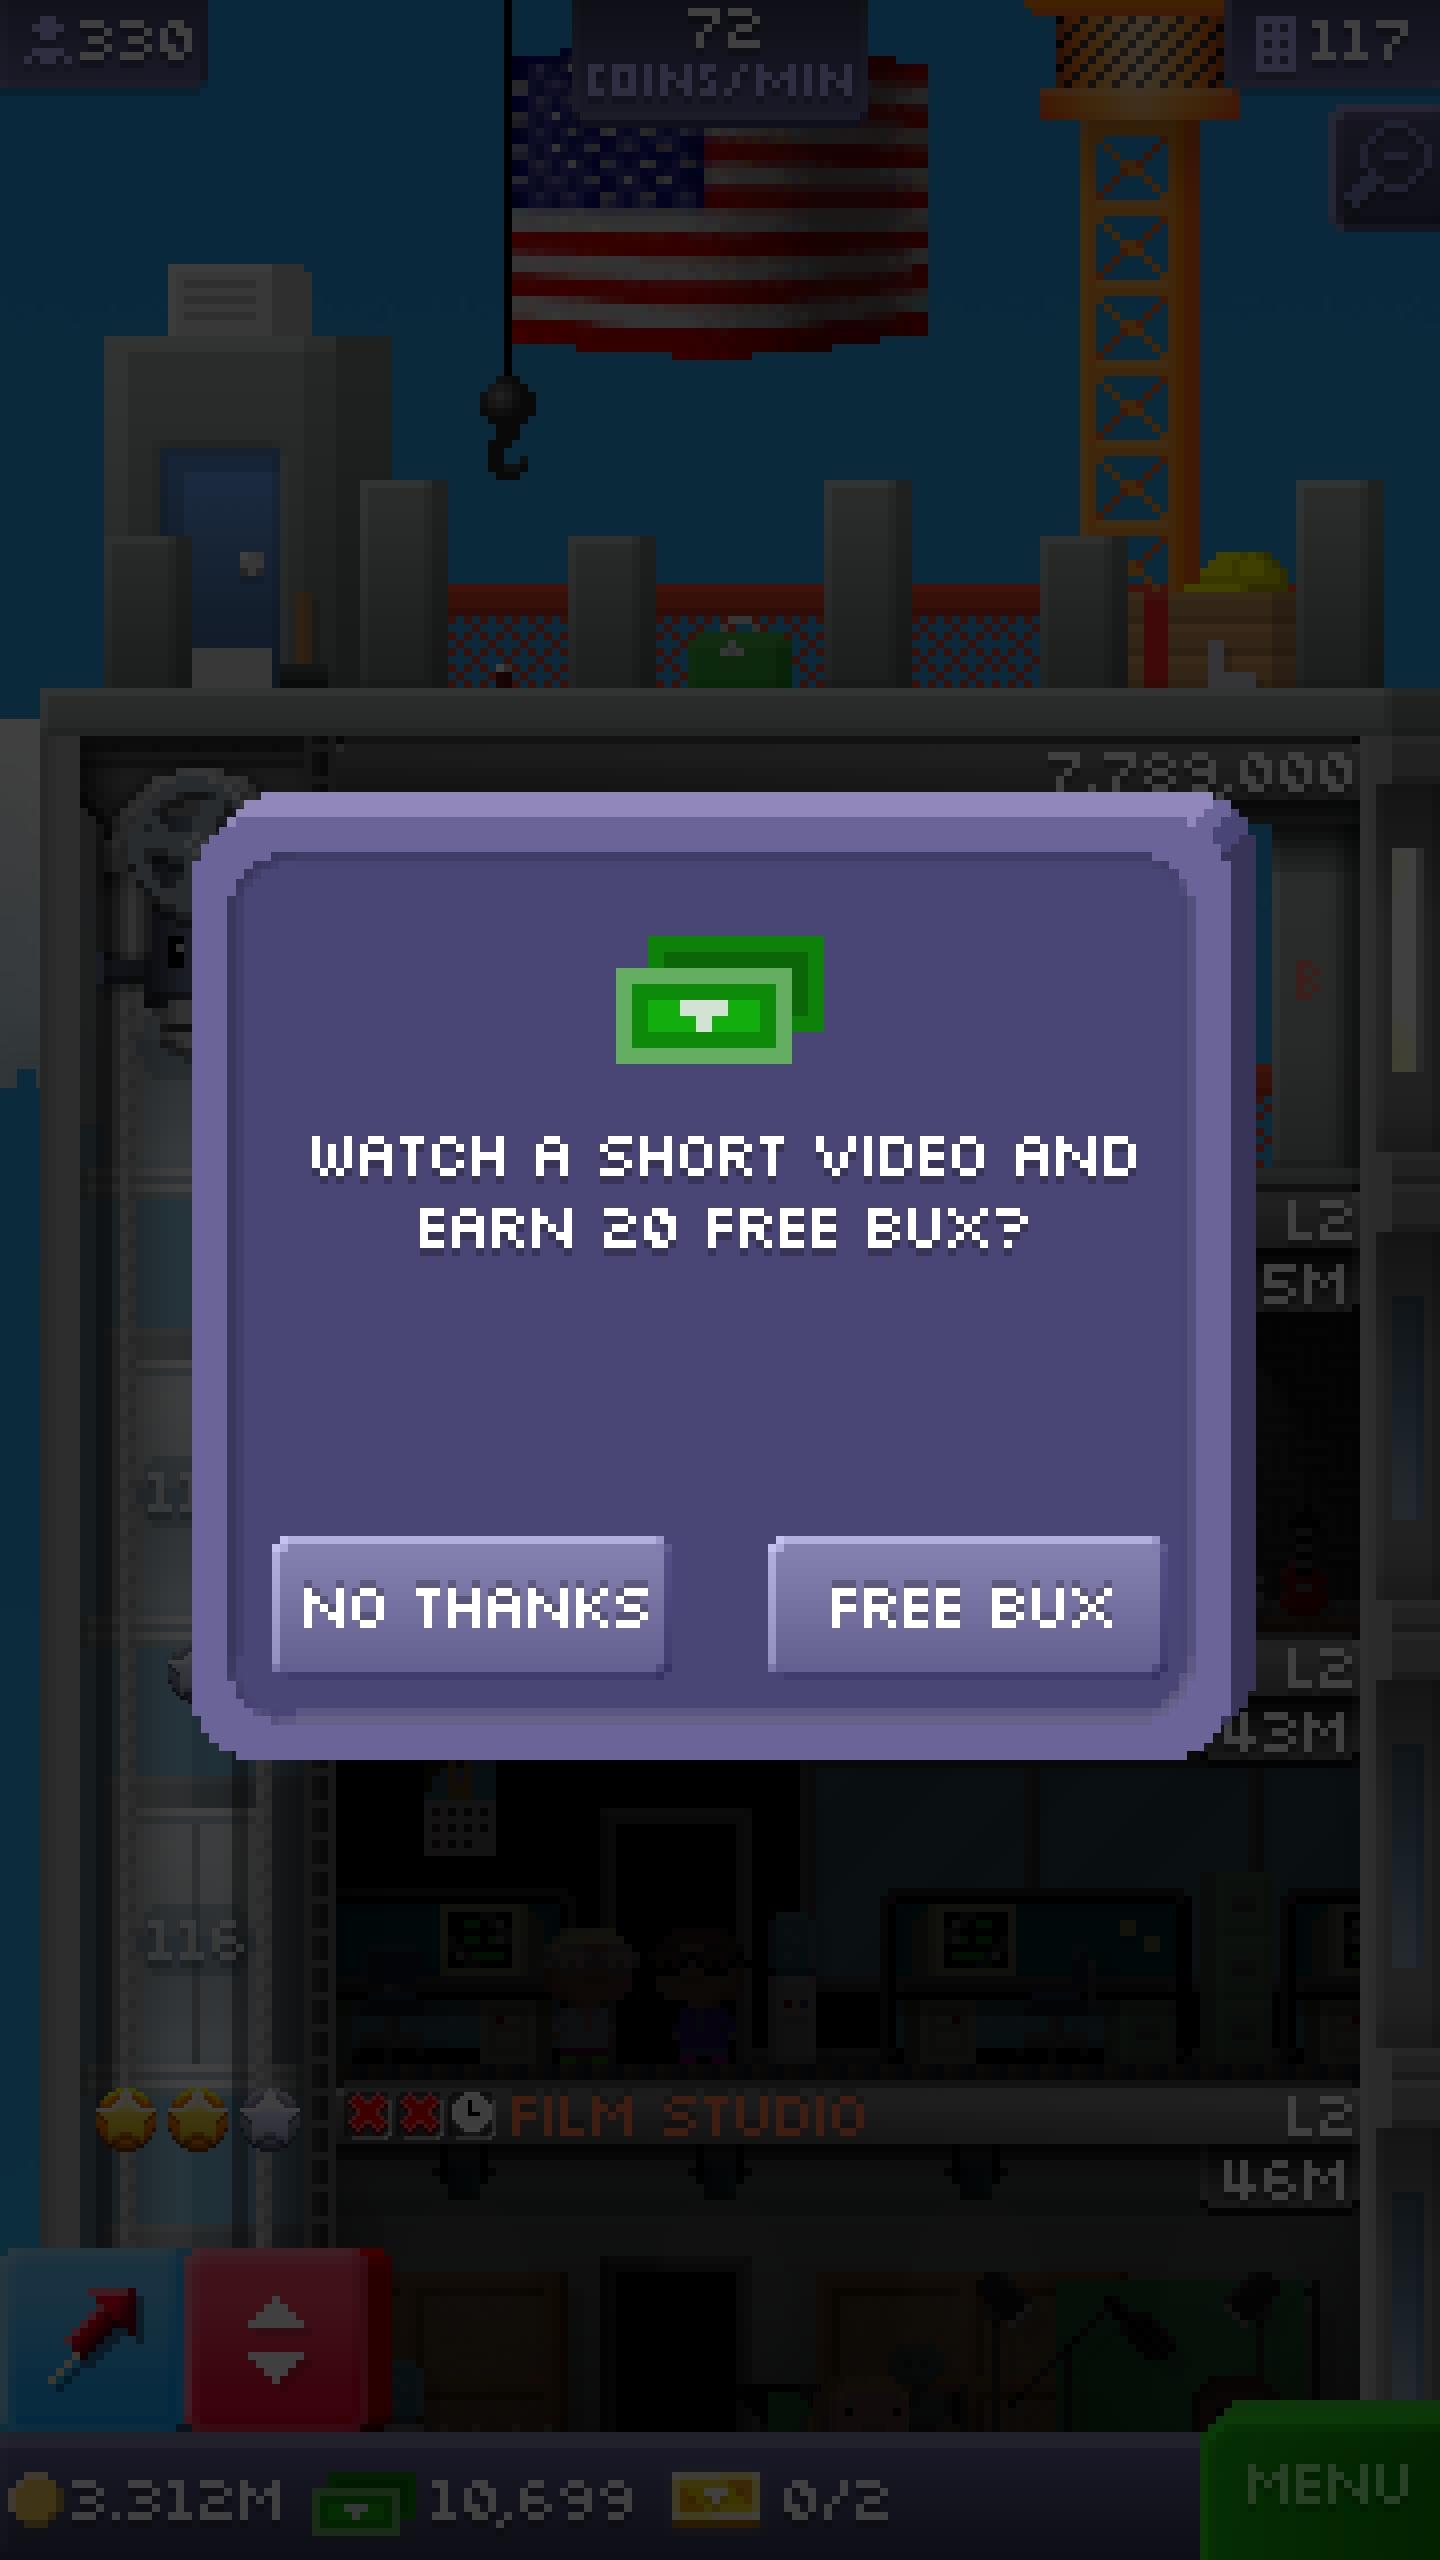 330
72
COINS/MIN
117
7,789,000
B
L2
5M
WATCH A SHORT VIDEO AND
EARN 20 FREE BUX?
NO THANKS
FREE BUX
L2
43M
116
FILM STUDIO
L2
46M
3.312M
10,699
0/2
MENU